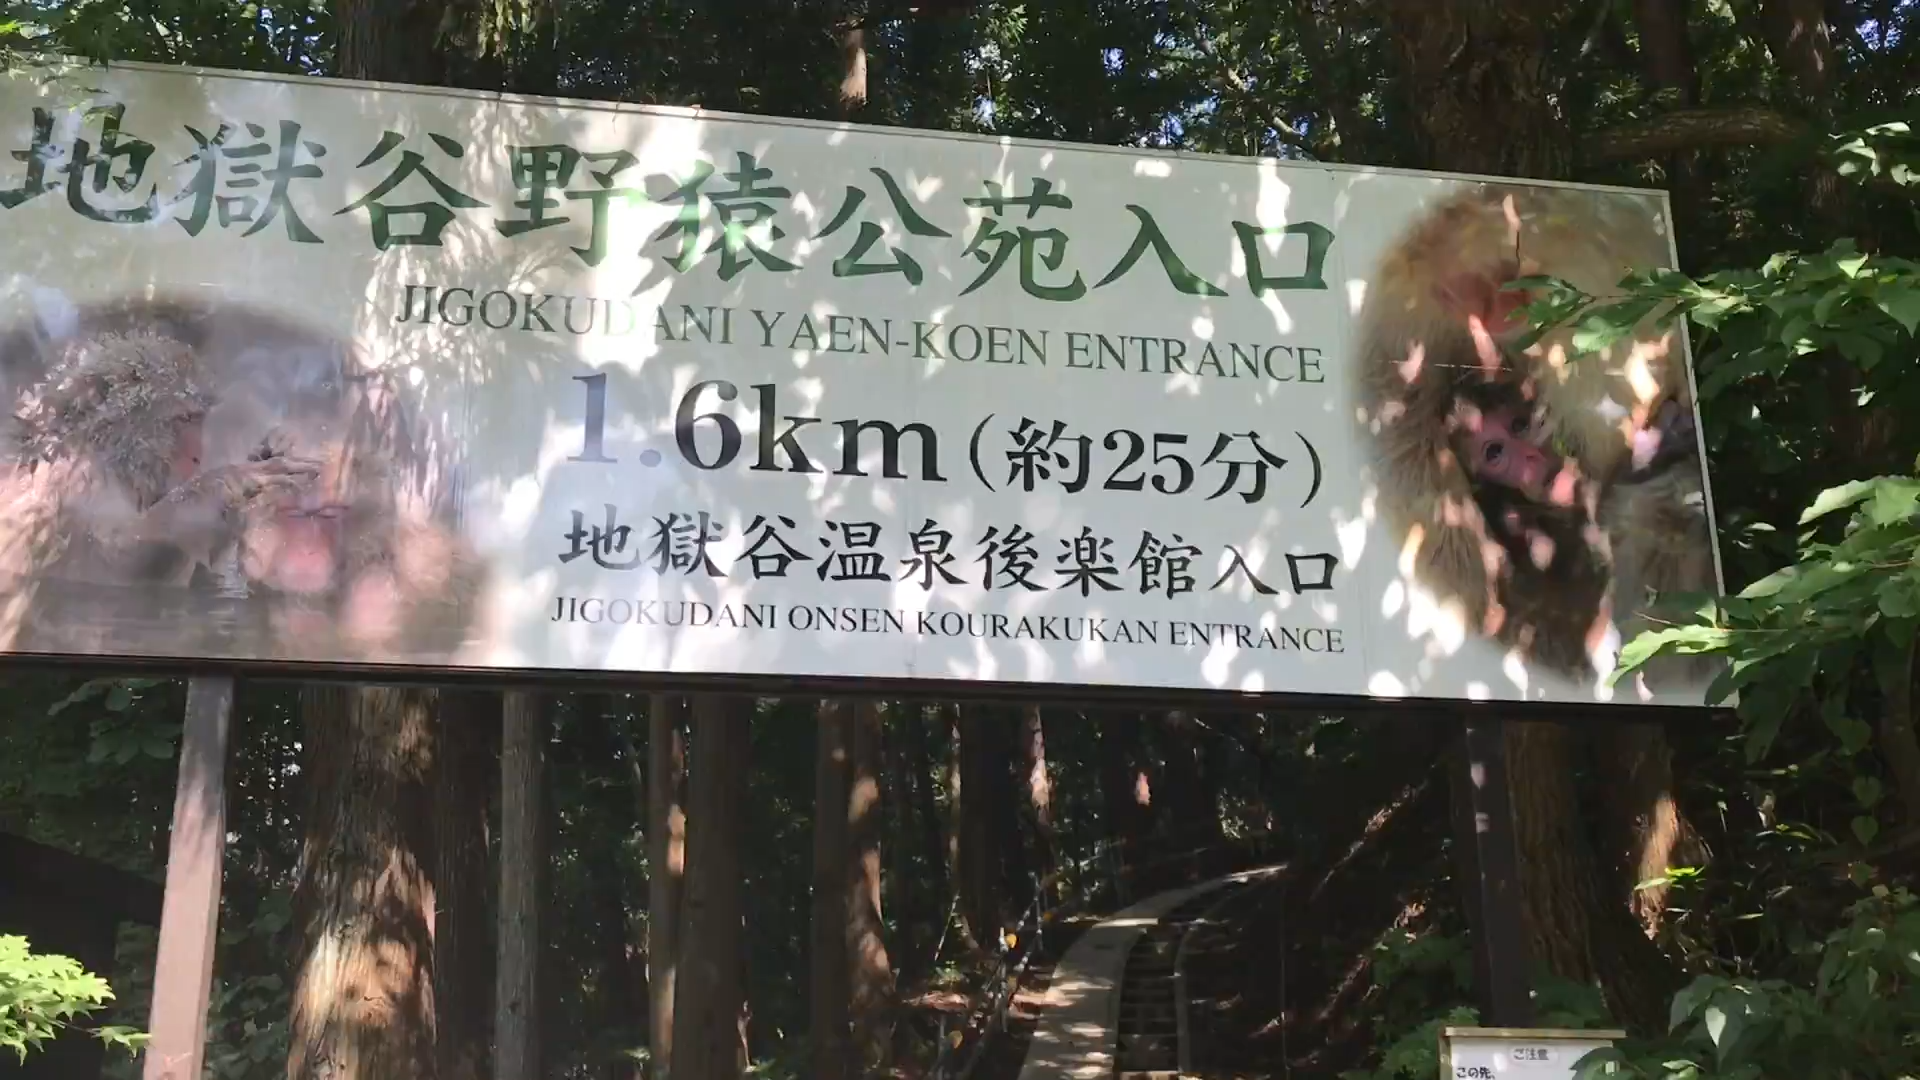 地獄谷野猿公苑入口
JIGOKUDANI YAEN-KOEN ENTRANCE
1.6km(約25分)
地獄谷温泉後楽館入口
JIGOKUDANI ONSEN KOURAKUKAN ENTRANCE
ご注意
この先、